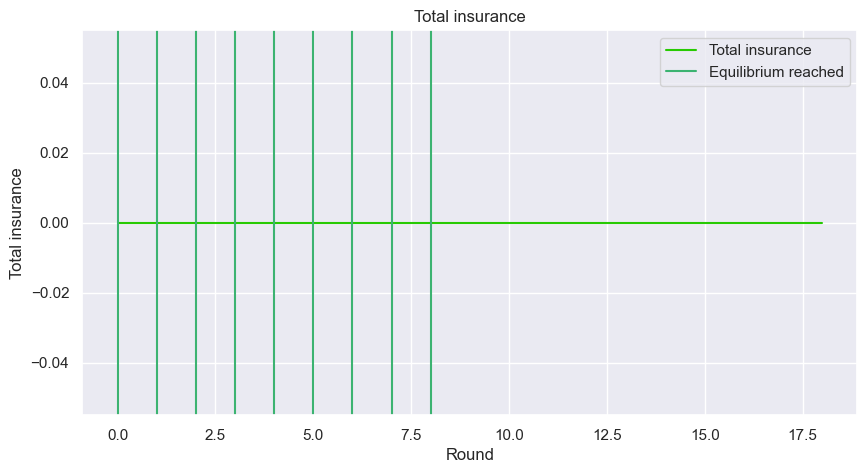 Total insurance
Total insurance
Equilibrium reached
0.04
0.02
0.00
−0.02
−0.04
Total insurance
0.0 2.5 5.0 7.5 10.0 12.5 15.0 17.5
Round